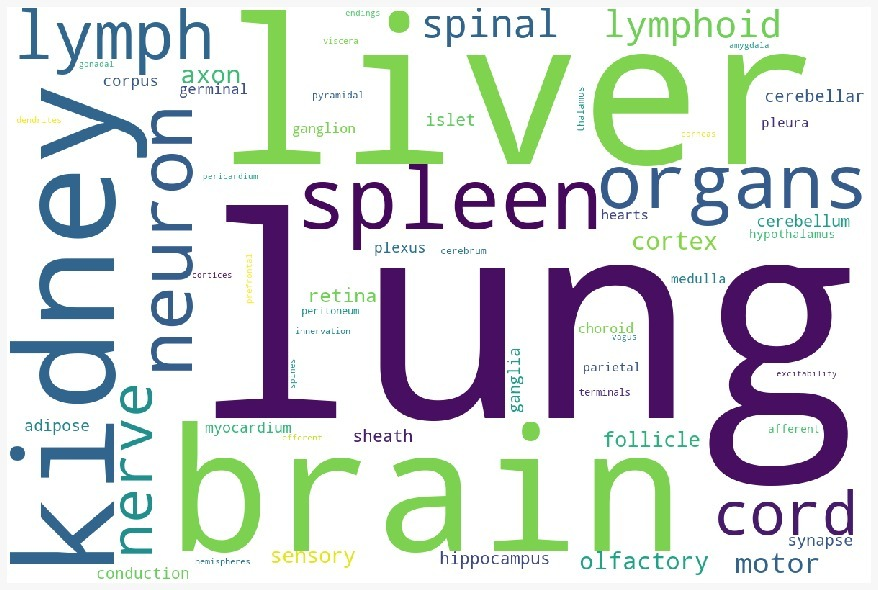 lymph
liver
endings
viscera
spinal
lymphoid
amygdala
gonadal
corpus
axon
germinal
pyramidal
thalamus
cerebellar
dendrites
ganglion
islet
corneas
pleura
kidney
neuron
pericardium
spleen
organs
hearts
cerebellum
hypothalamus
plexus
cerebrum
cortex
cortices
prefrontal
lung
medulla
retina
peritoneum
innervation
choroid
vagus
spines
ganglia
parietal
terminals
excitability
nerve
adipose
myocardium
efferent
sheath
brain
follicle
afferent
cord
synapse
conduction
hemispheres
sensory
hippocampus
olfactory
motor